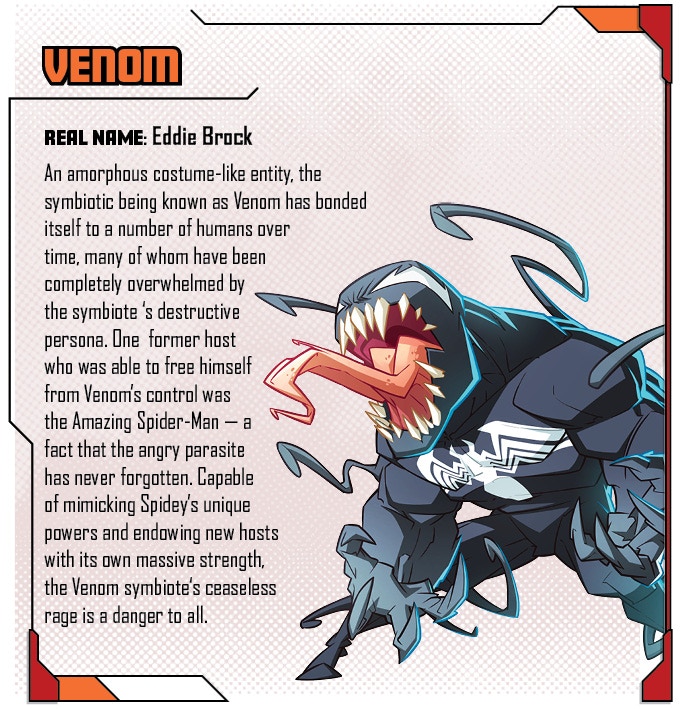 VENOM
REAL NAME: Eddie Brock
An amorphous costume-like entity, the
symbiotic being known as Venom has bonded
itself to a number of humans over
time, many of whom have been
completely overwhelmed by
the symbiote ‘s destructive
persona. One  former host
who was able to free himself
from Venom's control was
the Amazing Spider-Man — a
fact that the angry parasite
has never forgotten. Capable
of mimicking Spidey's unique
powers and endowing new hosts
with its own massive strength,
the Venom symbiote‘s ceaseless
rage is a danger to all.